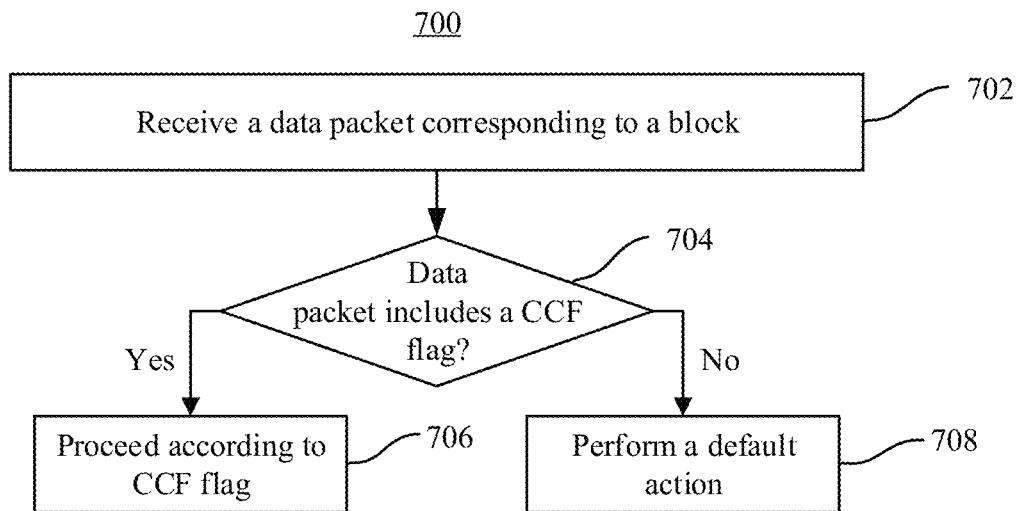 700
Receive a data packet corresponding to a block
702
704
Data
packet includes a CCF
flag?
Yes
No
Proceed according to
CCF flag
706
Perform a default
action
708